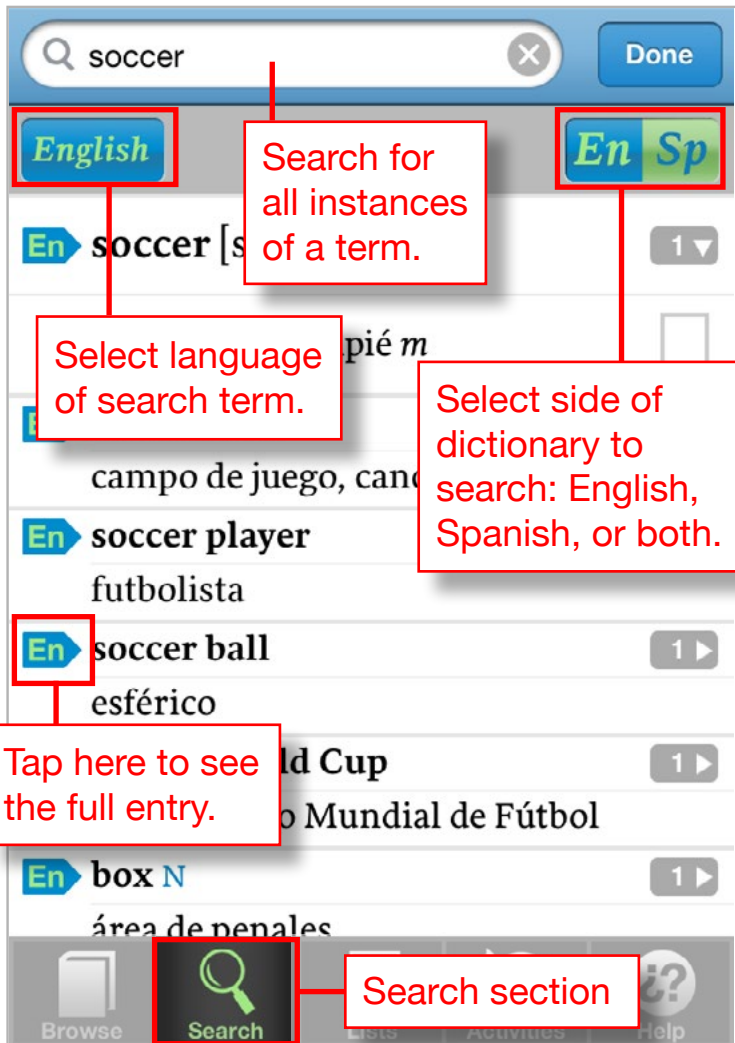 soccer
Done
English
En Sp
Search for
all instances
of a term.
En soccer [s
1
Select language
of search term.
pié m
Select side of
dictionary to
search: English,
Spanish, or both.
campo de juego,
En soccer player
futbolista
En soccer ball
1
esférico
Tap here to see
the full entry.
ld Cup
1
o Mundial de Fútbol
En box N
1
área de penales
Search section
Browse
Search
Lists
Activities
¿?
Help